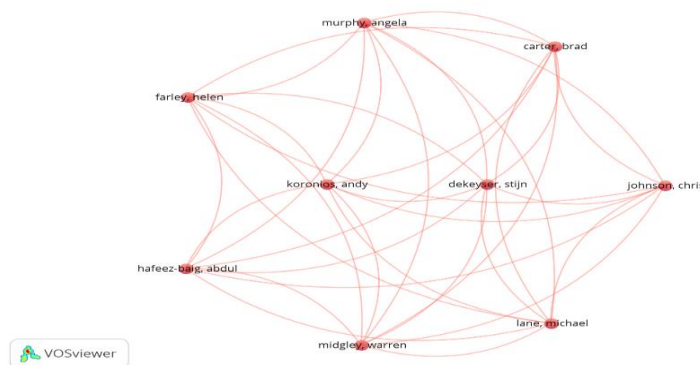 murphy, angela
carter, brad
farley, helen
koronios, andy
dekeyser, stijn
johnson, chris
hafeez-baig, abdul
lane, michael
midgley, warren
VOSviewer